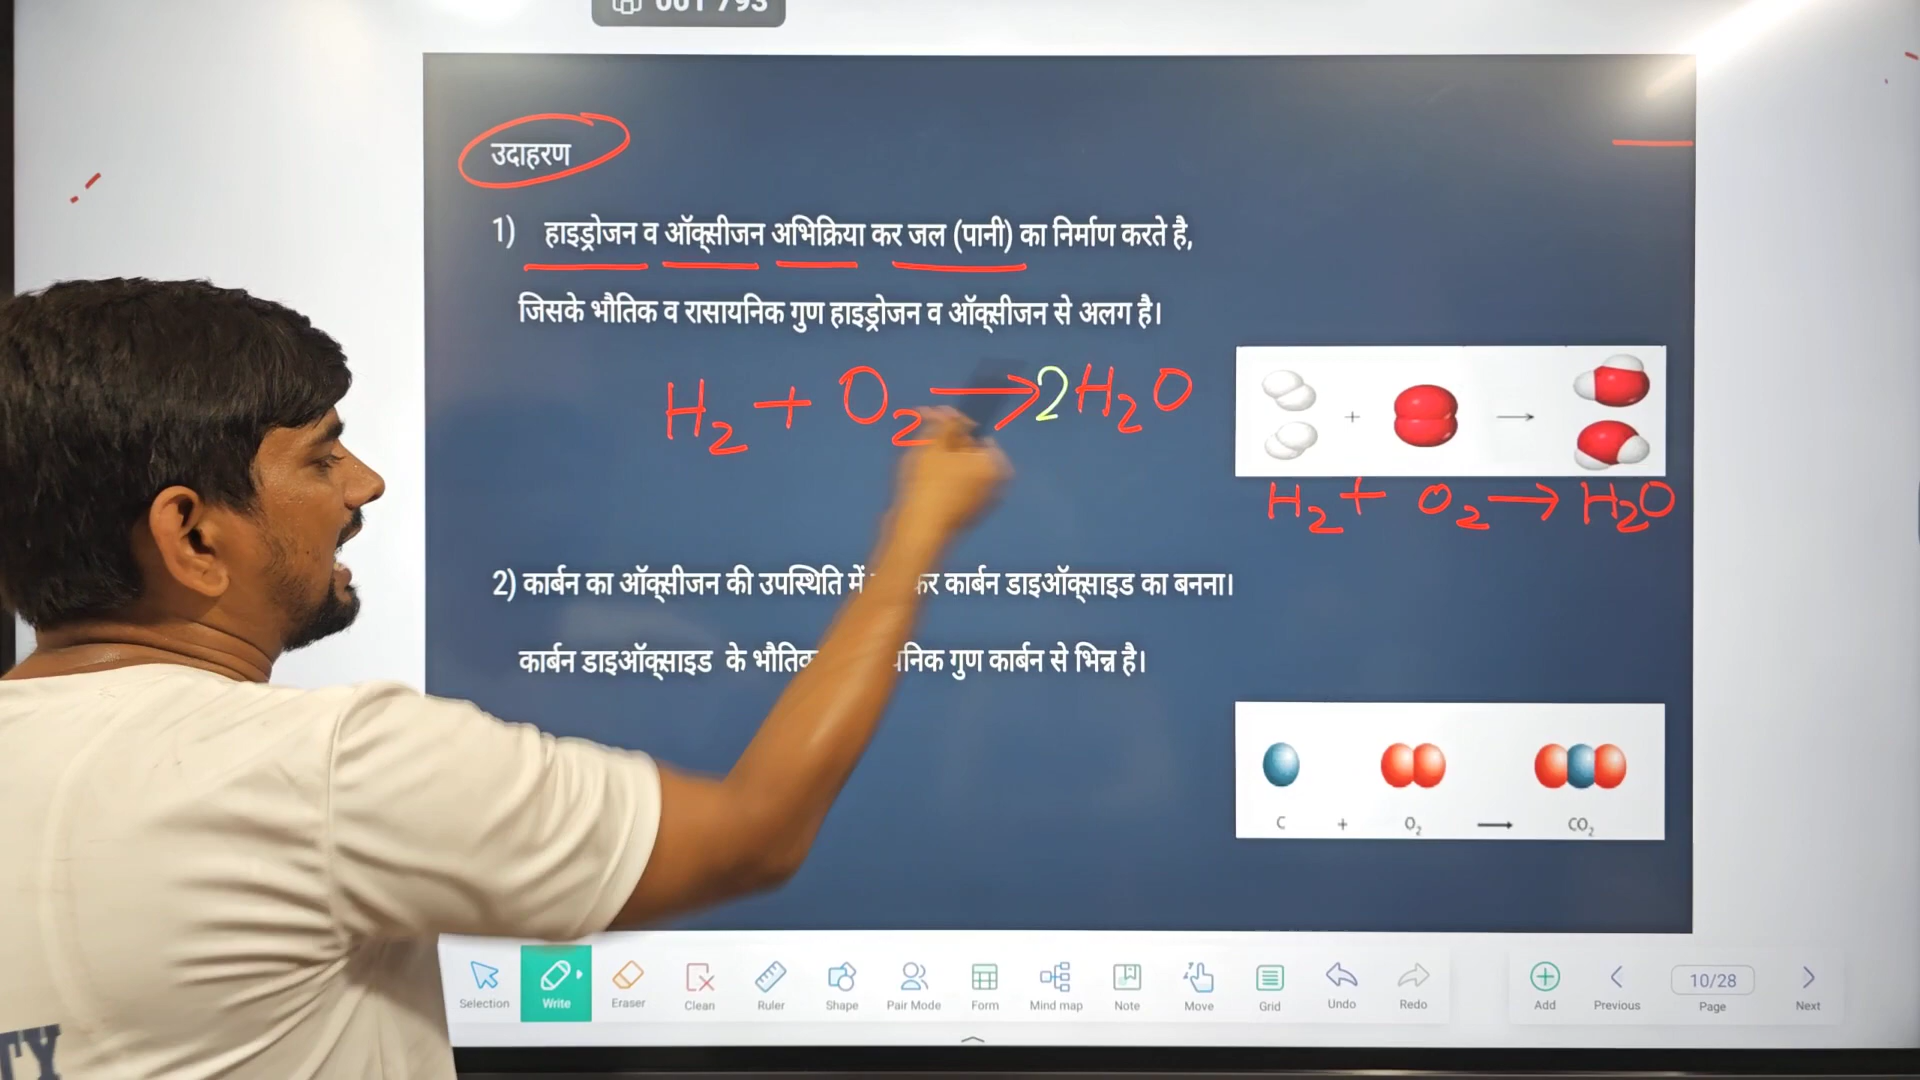 उदाहरण
1) हाइड्रोजन व ऑक्सीजन अभिक्रिया कर जल (पानी) का निर्माण करते है,
जिसके भौतिक व रासायनिक गुण हाइड्रोजन व ऑक्सीजन से अलग है।
H₂ + O₂ → 2H₂O
+ →
H₂ + O₂ → H₂O
2) कार्बन का ऑक्सीजन की उपस्थिति में कार्बन डाइऑक्साइड का बनना।
कार्बन डाइऑक्साइड के गुण कार्बन से भिन्न है।
C + O₂ → CO₂
TY
Selection Write Eraser Clean Ruler Shape Pair Mode Form Mind map Note Move Grid Undo Redo Add Previous 10/28 Page Next